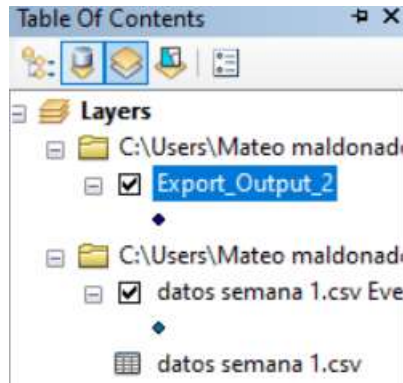 Table Of Contents
Layers
C:\Users\Mateo maldonad
Export_Output_2
C:\Users\Mateo maldonad
datos semana 1.csv Eve
datos semana 1.csv